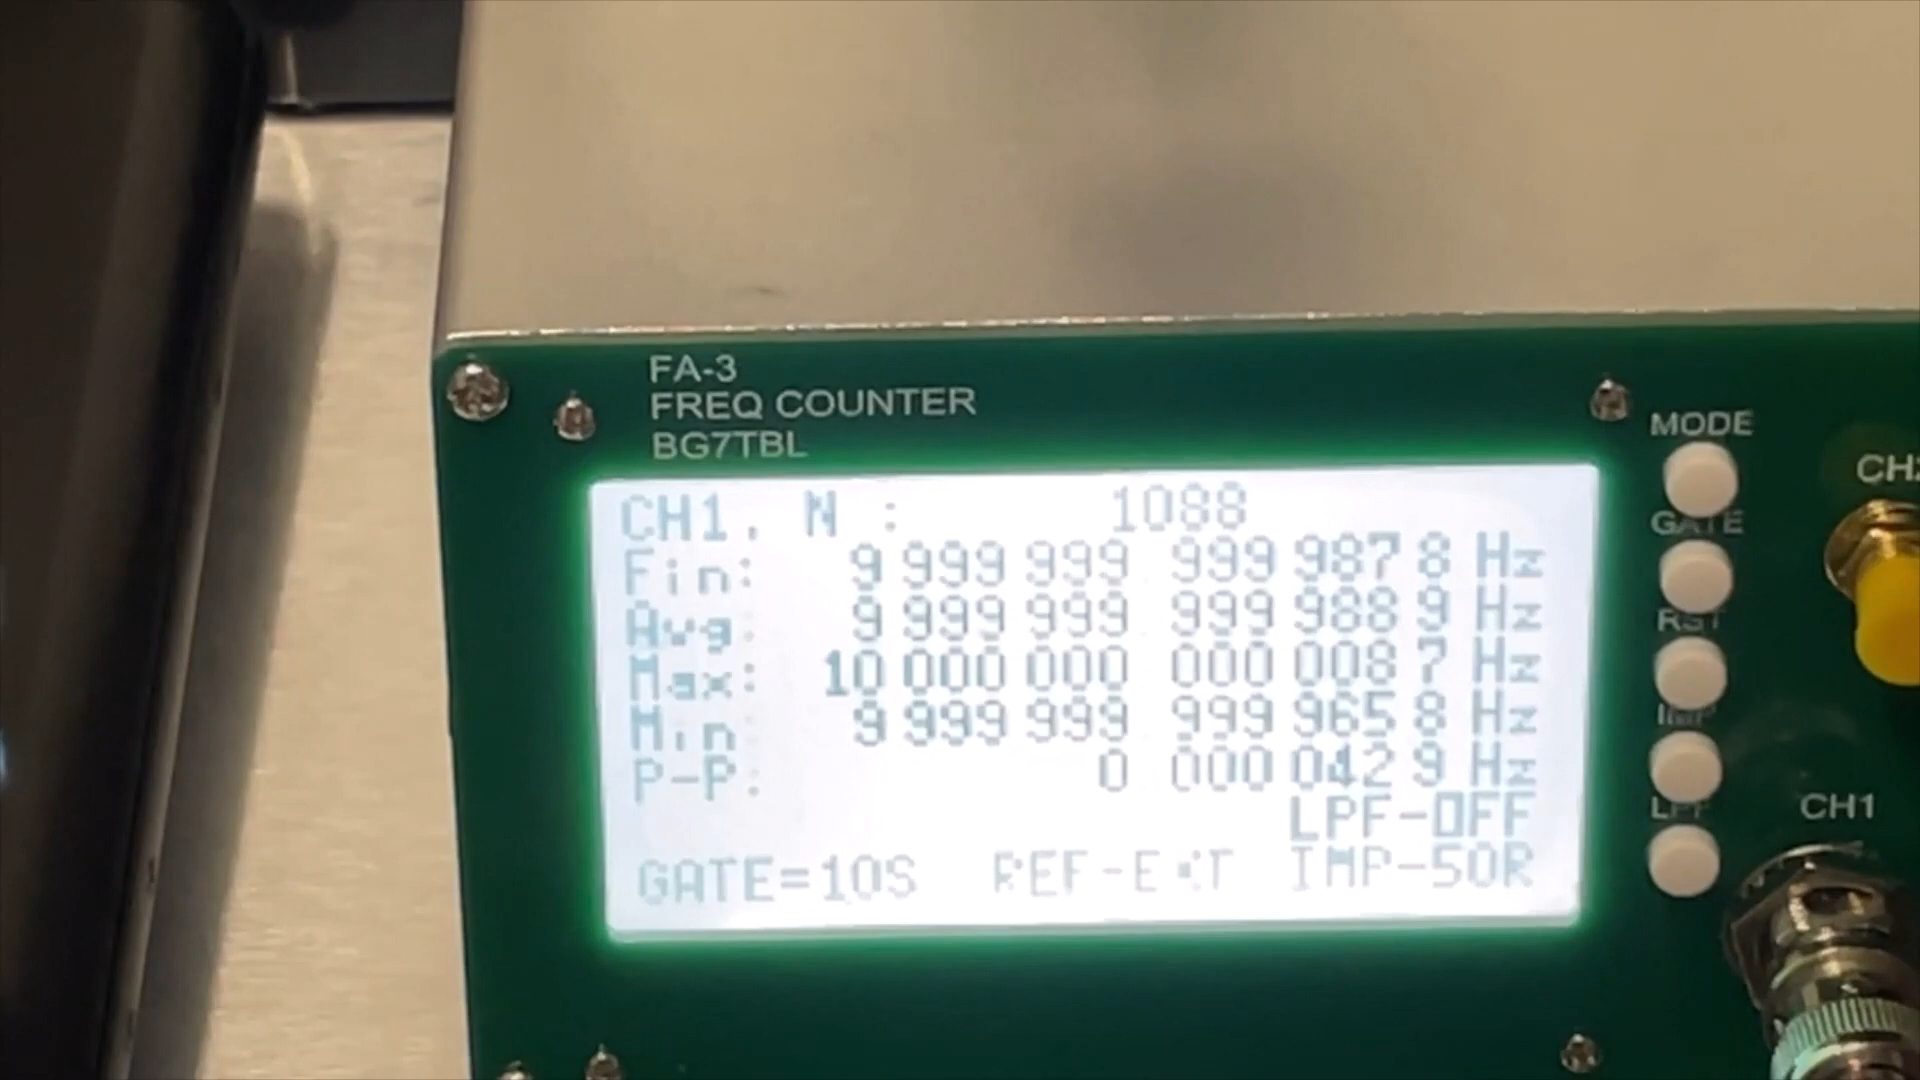 FA-3
FREQ COUNTER
BG7TBL
CH1. N : 1088
Fin: 9 999 999 999 987 8 Hz
Avg: 9 999 999 999 988 9 Hz
Max: 10 000 000 000 008 7 Hz
Min 9 999 999 999 965 8 Hz
P-P: 0 000 042 9 Hz
LPF-OFF
GATE=10S REF-EXT IMP-50R
MODE
GATE
RST
IMP
LPF
CH2
CH1